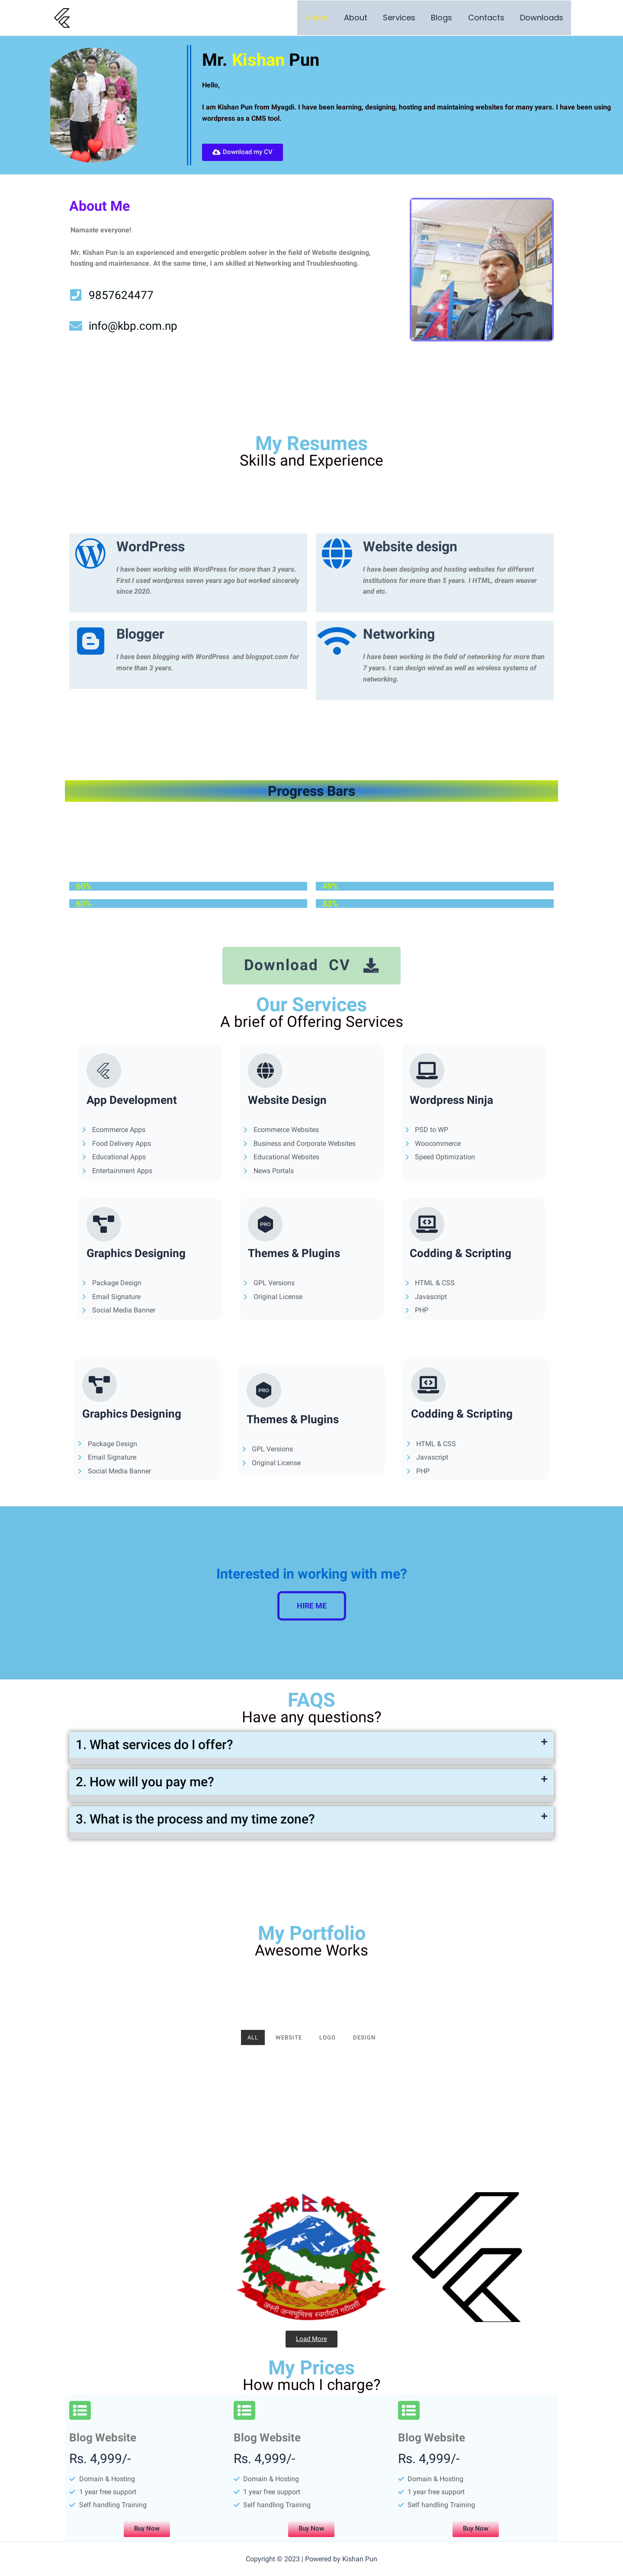 Home About Services Blogs Contacts Downloads
Mr. Kishan Pun
Hello,
I am Kishan Pun from Myagdi. I have been learning, designing, hosting and maintaining websites for many years. I have been using
wordpress as a CMS tool.
Download my CV
About Me
Namaste everyone!
Mr. Kishan Pun is an experienced and energetic problem solver in the field of Website designing,
hosting and maintenance. At the same time, I am skilled at Networking and Troubleshooting.
9857624477
info@kbp.com.np
My Resumes
Skills and Experience
WordPress
I have been working with WordPress for more than 3 years.
First I used wordpress seven years ago but worked sincerely
since 2020.
Website design
I have been designing and hosting websites for different
institutions for more than 5 years. I HTML, dream weaver
and etc.
Blogger
I have been blogging with WordPress and blogspot.com for
more than 3 years.
Networking
I have been working in the field of networking for more than
7 years. I can design wired as well as wireless systems of
networking.
Progress Bars
60%
49%
60%
83%
Download CV
Our Services
A brief of Offering Services
App Development
Ecommerce Apps
Food Delivery Apps
Educational Apps
Entertainment Apps
Website Design
Ecommerce Websites
Business and Corporate Websites
Educational Websites
News Portals
Wordpress Ninja
PSD to WP
Woocommerce
Speed Optimization
Graphics Designing
Package Design
Email Signature
Social Media Banner
PRO
Themes & Plugins
GPL Versions
Original License
Codding & Scripting
HTML & CSS
Javascript
PHP
Graphics Designing
Package Design
Email Signature
Social Media Banner
PRO
Themes & Plugins
GPL Versions
Original License
Codding & Scripting
HTML & CSS
Javascript
PHP
Interested in working with me?
HIRE ME
FAQS
Have any questions?
1. What services do I offer?
2. How will you pay me?
3. What is the process and my time zone?
My Portfolio
Awesome Works
ALL WEBSITE LOGO DESIGN
जननी जन्मभूमिश्च स्वर्गादपि गरीयसी
Load More
My Prices
How much I charge?
Blog Website
Rs. 4,999/-
Domain & Hosting
1 year free support
Self handling Training
Buy Now
Blog Website
Rs. 4,999/-
Domain & Hosting
1 year free support
Self handling Training
Buy Now
Blog Website
Rs. 4,999/-
Domain & Hosting
1 year free support
Self handling Training
Buy Now
Copyright © 2023 | Powered by Kishan Pun